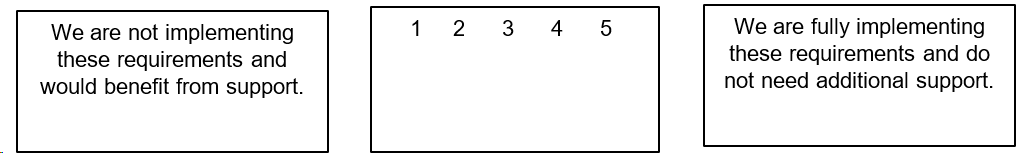 We are not implementing
these requirements and
would benefit from support.
1 2 3 4 5
We are fully implementing
these requirements and do
not need additional support.